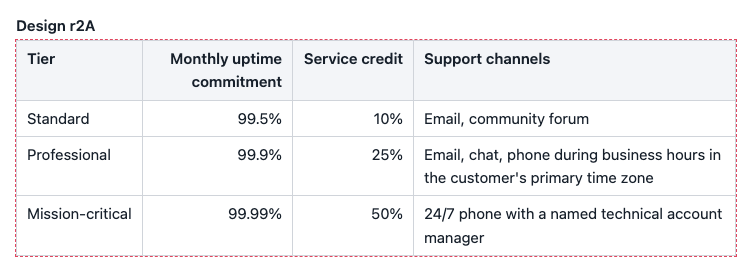 Design r2A
Tier Monthly uptime commitment Service credit Support channels
Standard 99.5% 10% Email, community forum
Professional 99.9% 25% Email, chat, phone during business hours in
the customer's primary time zone
Mission-critical 99.99% 50% 24/7 phone with a named technical account
manager